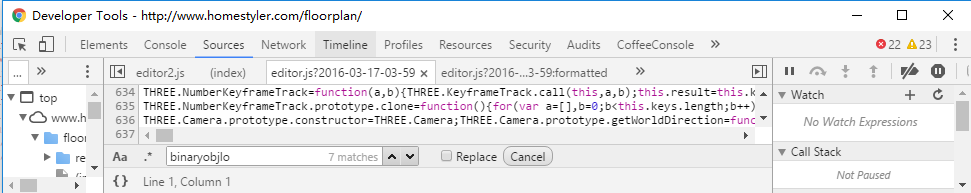 Developer Tools - http://www.homestyler.com/floorplan/
Elements Console Sources Network Timeline Profiles Resources Security Audits CoffeeConsole » 22 23
... » editor2.js (index) editor.js?2016-03-17-03-59 × editor.js?2016-...3-59:formatted »
top
www.h
floor
re
634 THREE.NumberKeyframeTrack=function(a,b){THREE.KeyframeTrack.call(this,a,b);this.result=this.k
635 THREE.NumberKeyframeTrack.prototype.clone=function(){for(var a=[],b=0;b<this.keys.length;b++)
636 THREE.Camera.prototype.constructor=THREE.Camera;THREE.Camera.prototype.getWorldDirection=func
637
Aa .* binaryobjlo 7 matches Replace Cancel
{} Line 1, Column 1
Watch
No Watch Expressions
Call Stack
Not Paused